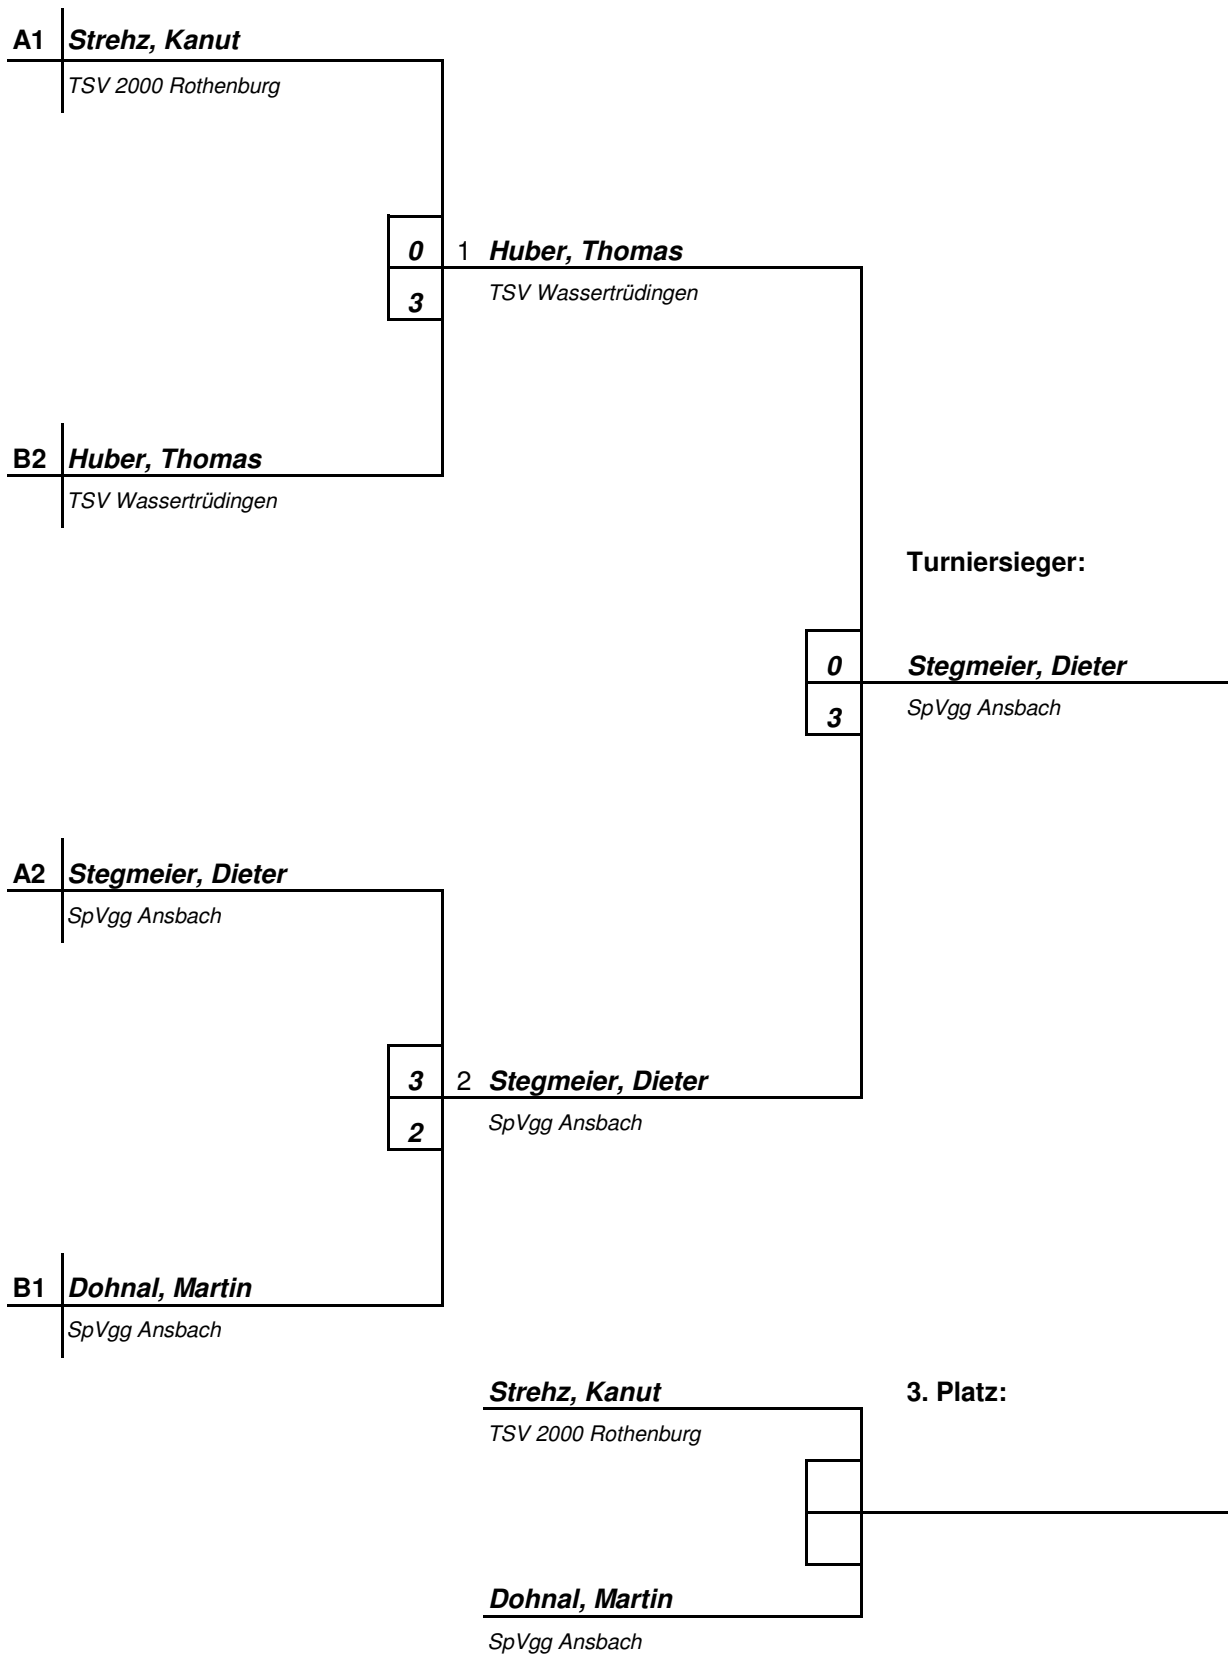 A1 Strehz, Kanut
TSV 2000 Rothenburg
0 1 Huber, Thomas
3 TSV Wassertrüdingen
B2 Huber, Thomas
TSV Wassertrüdingen
Turniersieger:
0 Stegmeier, Dieter
3 SpVgg Ansbach
A2 Stegmeier, Dieter
SpVgg Ansbach
3 2 Stegmeier, Dieter
2 SpVgg Ansbach
B1 Dohnal, Martin
SpVgg Ansbach
Strehz, Kanut 3. Platz:
TSV 2000 Rothenburg
Dohnal, Martin
SpVgg Ansbach